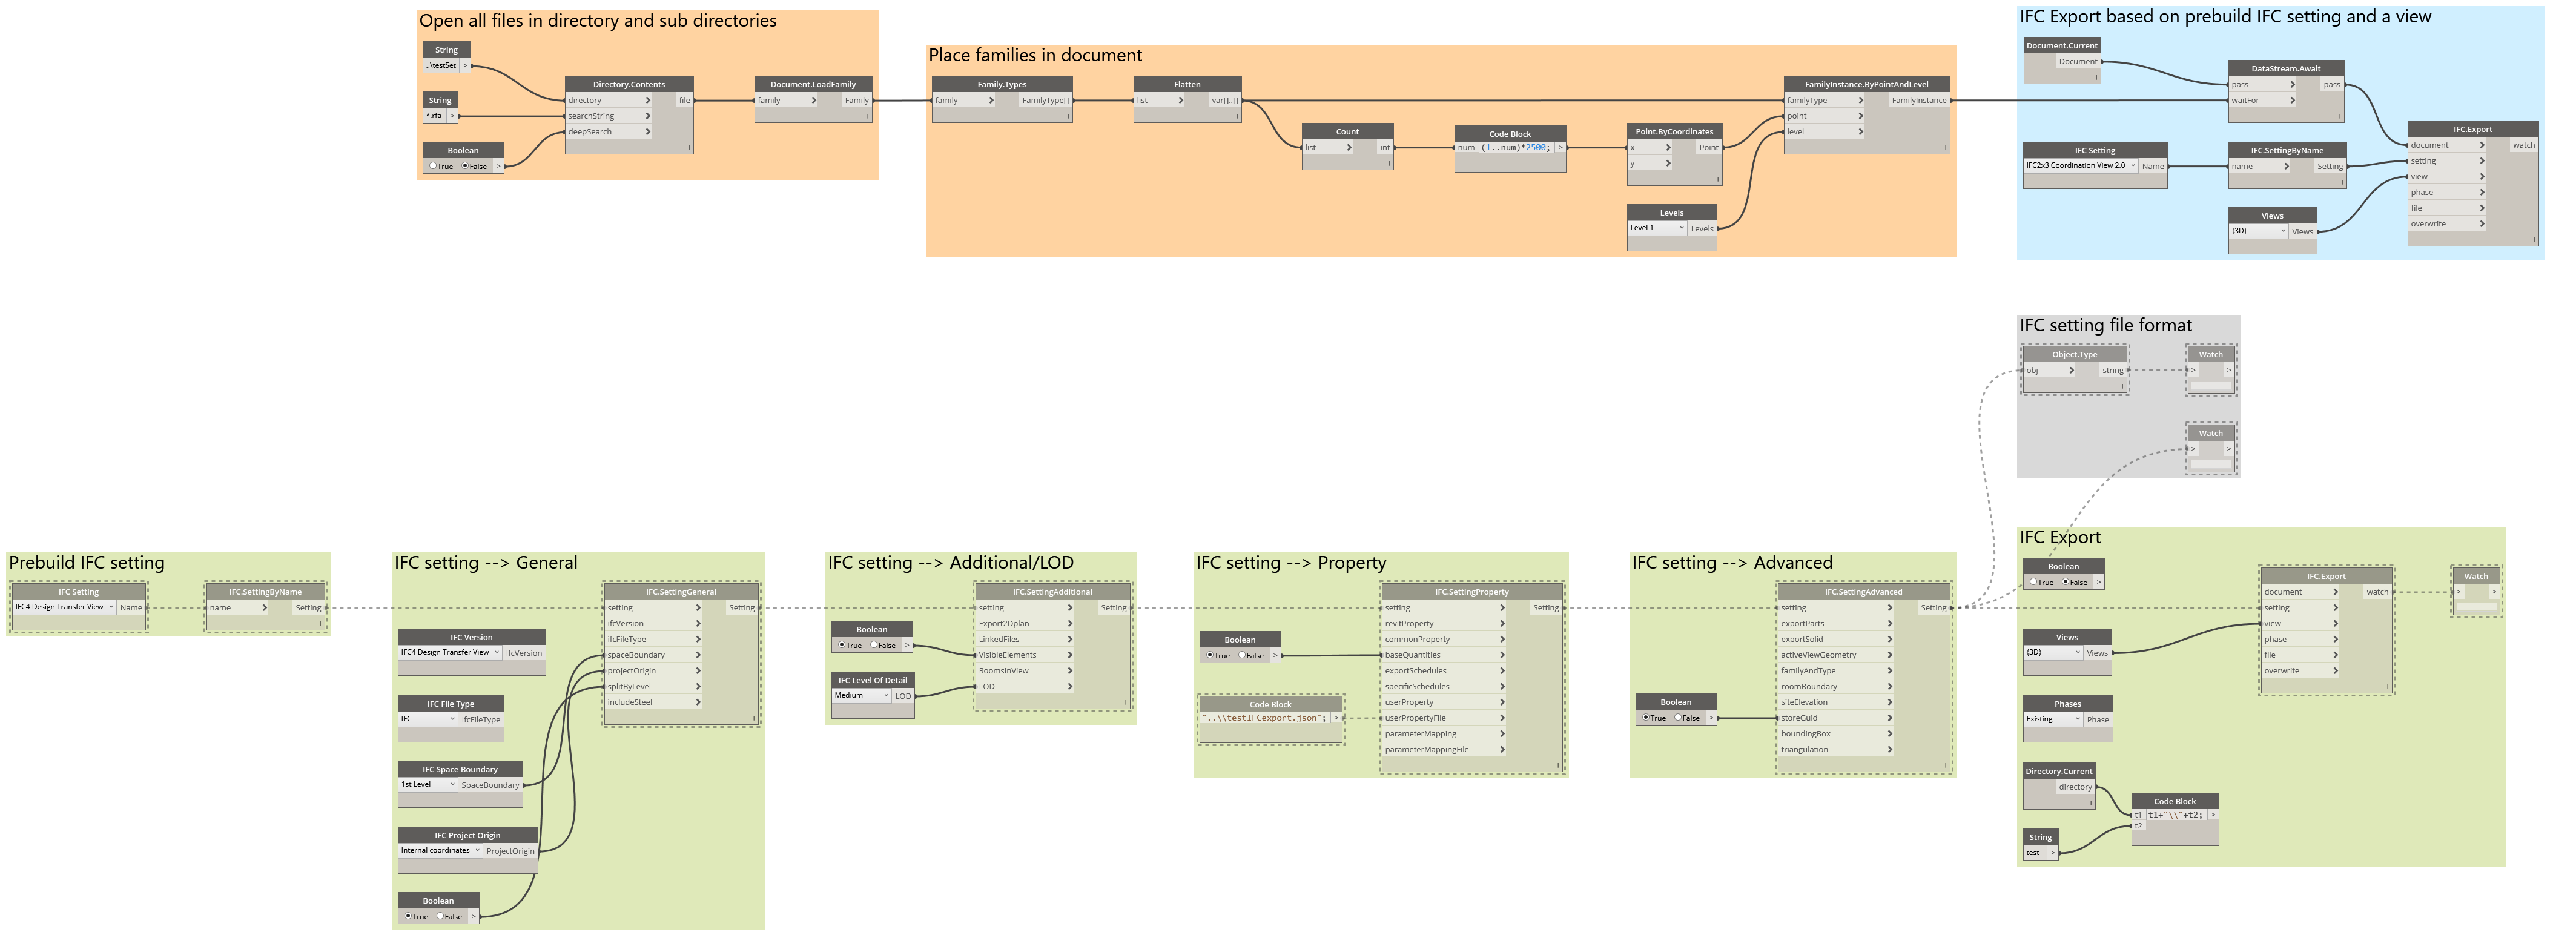 Open all files in directory and sub directories
String
..\testSet >
String
*.rfa >
Boolean
True False >
Directory.Contents
directory > file
searchString >
deepSearch >
Document.LoadFamily
family > Family
Place families in document
Family.Types
family > FamilyType[]
Flatten
list > var[]..[]
Count
list > int
Code Block
num (1..num)*2500; >
Point.ByCoordinates
x > Point
y >
Levels
Level 1 Levels
FamilyInstance.ByPointAndLevel
familyType > FamilyInstance
point >
level >
IFC Export based on prebuild IFC setting and a view
Document.Current
Document
DataStream.Await
pass > pass
waitFor >
IFC Setting
IFC2x3 Coordination View 2.0 Name
IFC.SettingByName
name > Setting
Views
{3D} Views
IFC.Export
document > watch
setting >
view >
phase >
file >
overwrite >
IFC setting file format
Object.Type
obj > string
Watch
> >
Watch
> >
Prebuild IFC setting
IFC Setting
IFC4 Design Transfer View Name
IFC.SettingByName
name > Setting
IFC setting --> General
IFC Version
IFC4 Design Transfer View IfcVersion
IFC File Type
IFC IfcFileType
IFC Space Boundary
1st Level SpaceBoundary
IFC Project Origin
Internal coordinates ProjectOrigin
Boolean
True False >
IFC.SettingGeneral
setting > Setting
ifcVersion >
ifcFileType >
spaceBoundary >
projectOrigin >
splitByLevel >
includeSteel >
IFC setting --> Additional/LOD
Boolean
True False >
IFC Level Of Detail
Medium LOD
IFC.SettingAdditional
setting > Setting
Export2Dplan >
LinkedFiles >
VisibleElements >
RoomsInView >
LOD >
IFC setting --> Property
Boolean
True False >
Code Block
"..\\testIFCexport.json"; >
IFC.SettingProperty
setting > Setting
revitProperty >
commonProperty >
baseQuantities >
exportSchedules >
specificSchedules >
userProperty >
userPropertyFile >
parameterMapping >
parameterMappingFile >
IFC setting --> Advanced
Boolean
True False >
IFC.SettingAdvanced
setting > Setting
exportParts >
exportSolid >
activeViewGeometry >
familyAndType >
roomBoundary >
siteElevation >
storeGuid >
boundingBox >
triangulation >
IFC Export
Boolean
True False >
Views
{3D} Views
Phases
Existing Phase
Directory.Current
directory
String
test >
Code Block
t1 t1+"\\"+t2; >
t2
IFC.Export
document > watch
setting >
view >
phase >
file >
overwrite >
Watch
> >